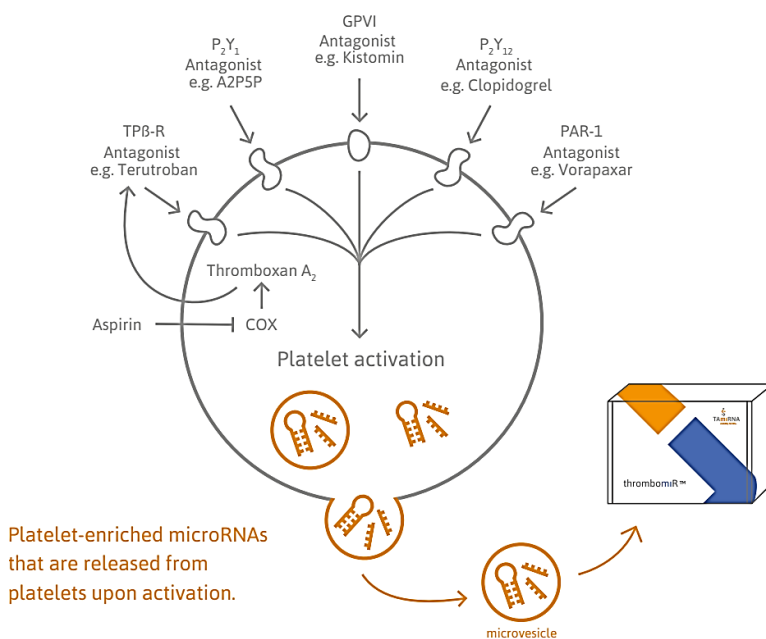 GPVI
Antagonist
e.g. Kistomin
P₂Y₁
Antagonist
e.g. A2P5P
P₂Y₁₂
Antagonist
e.g. Clopidogrel
TPß-R
Antagonist
e.g. Terutroban
PAR-1
Antagonist
e.g. Vorapaxar
Thromboxan A₂
Aspirin
COX
Platelet activation
TAmiRNA
thrombomiR™
Platelet-enriched microRNAs
that are released from
platelets upon activation.
microvesicle